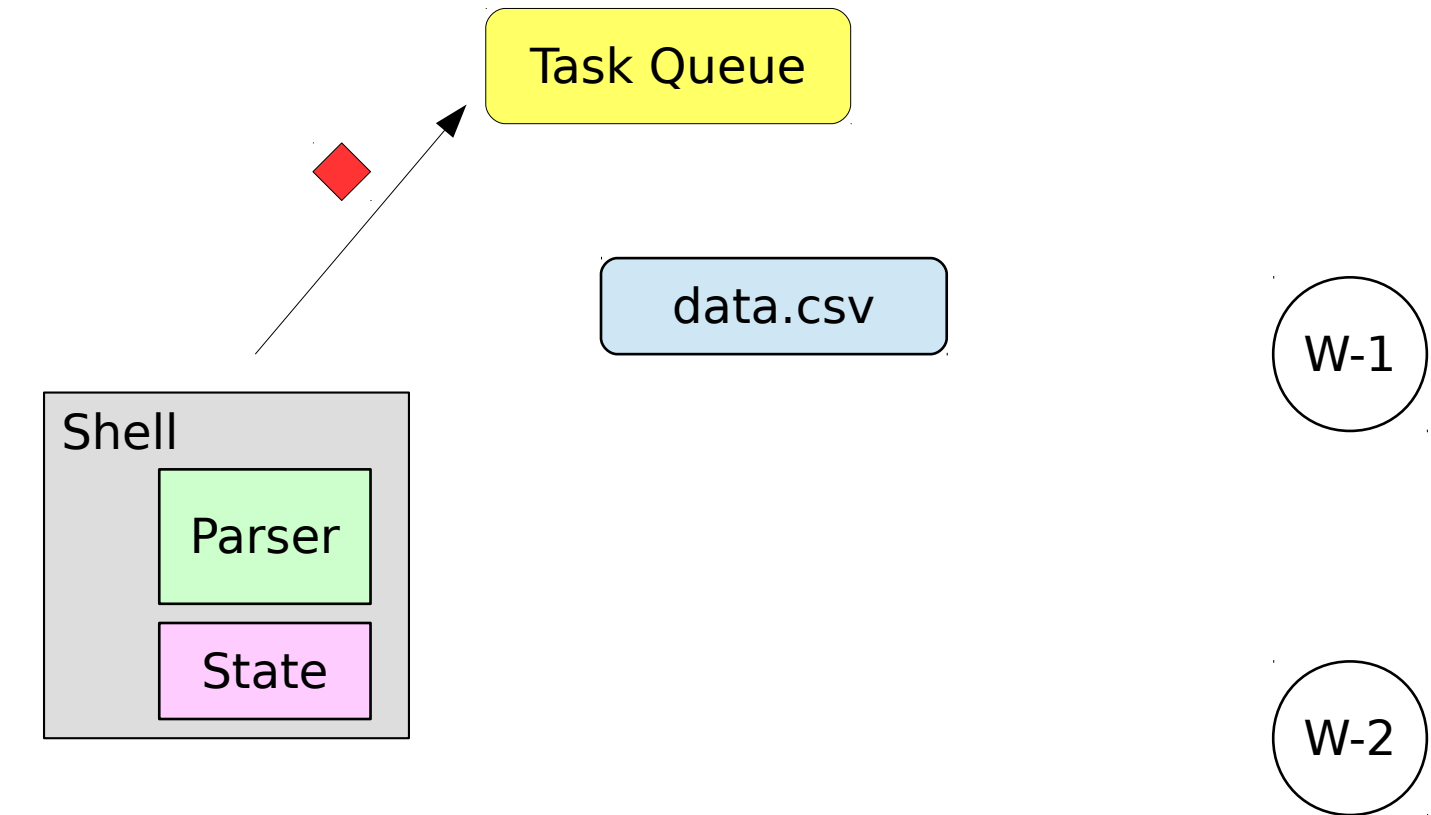 Task Queue
data.csv
W-1
Shell
Parser
State
W-2